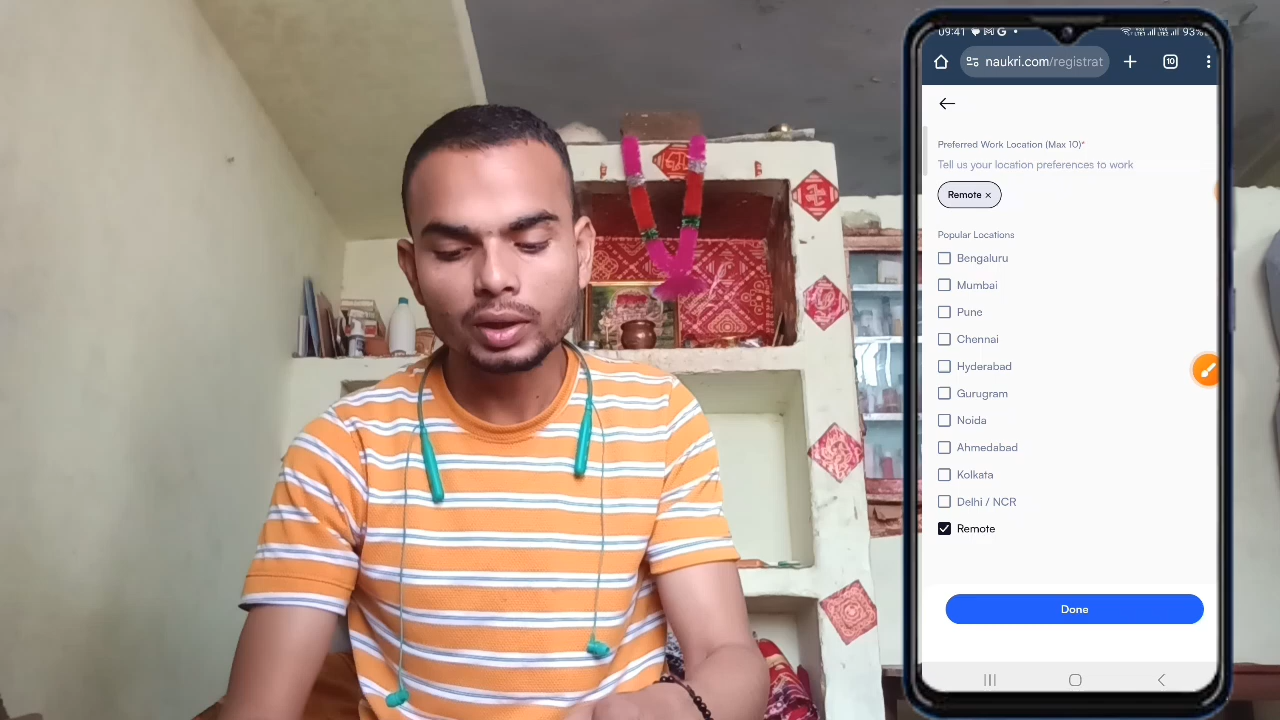 09:41
93%
naukri.com/registrat
10
Preferred Work Location (Max 10)*
Tell us your location preferences to work
Remote ×
Popular Locations
Bengaluru
Mumbai
Pune
Chennai
Hyderabad
Gurugram
Noida
Ahmedabad
Kolkata
Delhi / NCR
Remote
Done